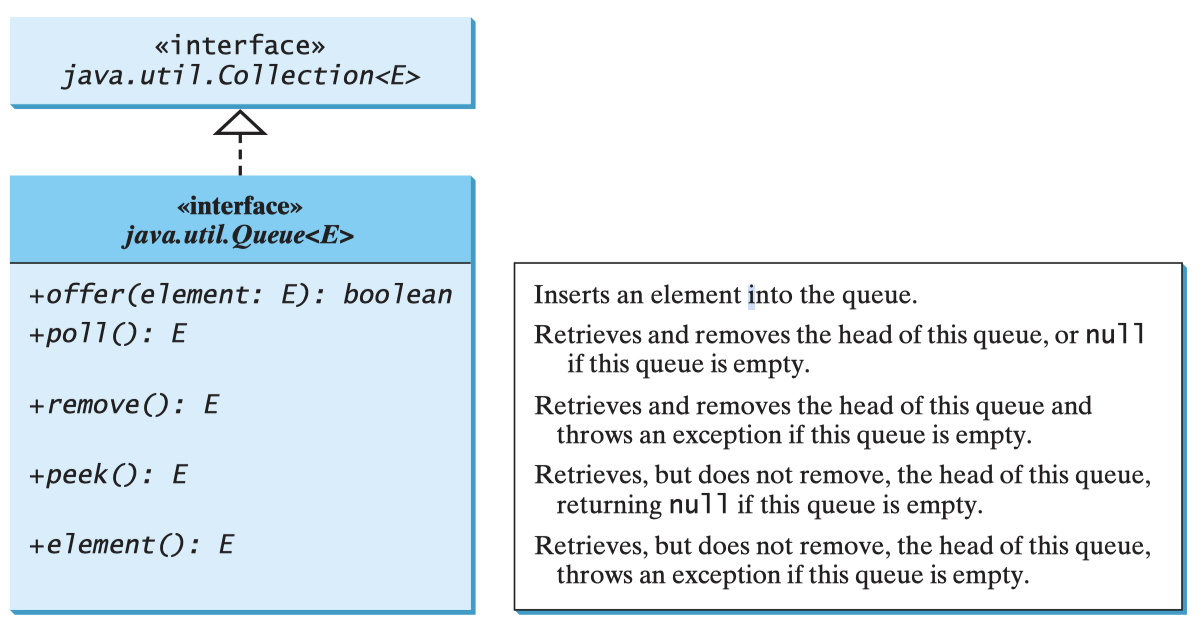 «interface»
java.util.Collection<E>
«interface»
java.util.Queue<E>
+offer(element: E): boolean
Inserts an element into the queue.
+poll(): E
Retrieves and removes the head of this queue, or null
if this queue is empty.
+remove(): E
Retrieves and removes the head of this queue and
throws an exception if this queue is empty.
+peek(): E
Retrieves, but does not remove, the head of this queue,
returning null if this queue is empty.
+element(): E
Retrieves, but does not remove, the head of this queue,
throws an exception if this queue is empty.